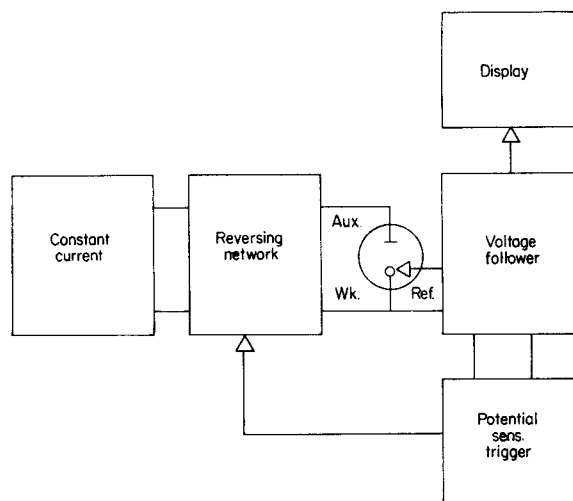 Display
Constant
current
Reversing
network
Aux.
Wk.
Ref.
Voltage
follower
Potential
sens.
trigger